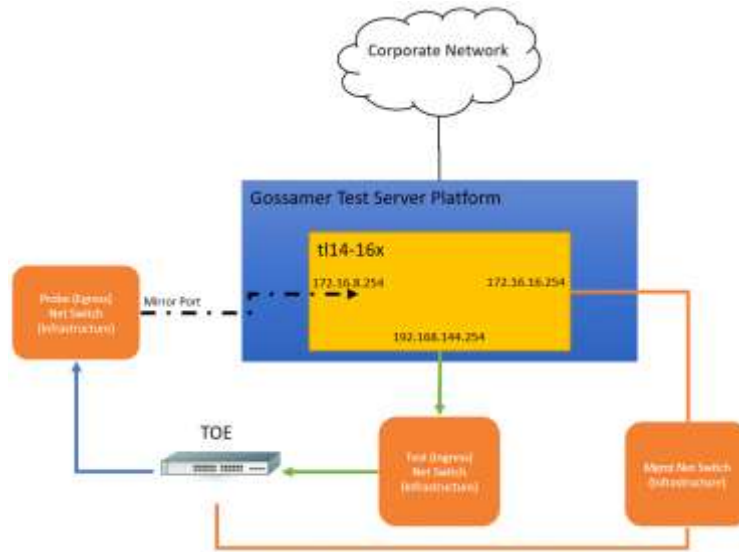 Corporate Network
Gossamer Test Server Platform
tl14-16x
172.16.8.254
172.16.16.254
192.168.144.254
Mirror Port
Probe (Egress)
Net Switch
(Infrastructure)
TOE
Test (Ingress)
Net Switch
(Infrastructure)
Mgmt Net Switch
(Infrastructure)